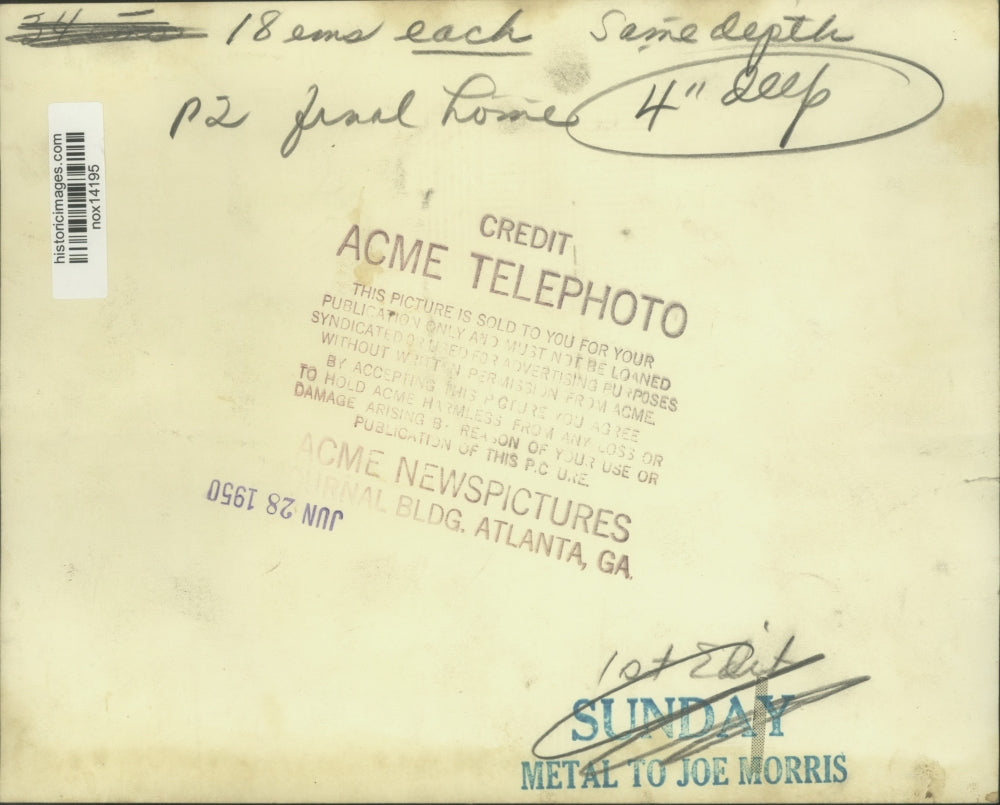 18 ems each Same depth
P2 final home 4" deep
historicimages.com
nox14195
CREDIT
ACME TELEPHOTO
THIS PICTURE IS SOLD TO YOU FOR YOUR
PUBLICATION ONLY AND MUST NOT BE LOANED
SYNDICATED OR USED FOR ADVERTISING PURPOSES
WITHOUT WRITTEN PERMISSION FROM ACME.
BY ACCEPTING THIS PICTURE YOU AGREE
TO HOLD ACME HARMLESS FROM ANY LOSS OR
DAMAGE ARISING BY REASON OF YOUR USE OR
PUBLICATION OF THIS PICTURE.
ACME NEWSPICTURES
BLDG. ATLANTA, GA.
JUN 28 1950
1st Edit
SUNDAY
METAL TO JOE MORRIS